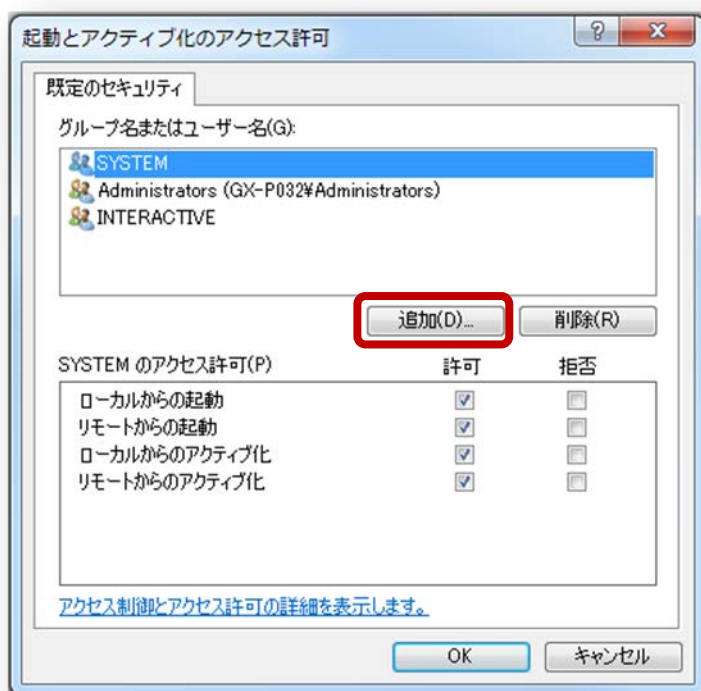 起動とアクティブ化のアクセス許可
既定のセキュリティ
グループ名またはユーザー名(G):
SYSTEM
Administrators (GX-P032¥Administrators)
INTERACTIVE
追加(D)... 削除(R)
SYSTEM のアクセス許可(P) 許可 拒否
ローカルからの起動
リモートからの起動
ローカルからのアクティブ化
リモートからのアクティブ化
アクセス制御とアクセス許可の詳細を表示します。
OK キャンセル